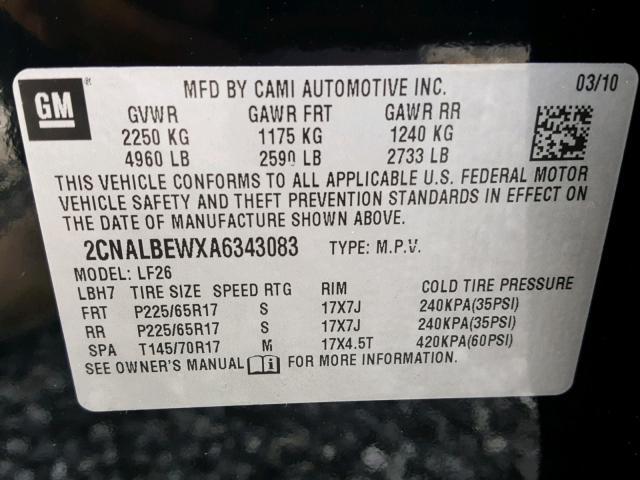 GM ® MFD BY CAMI AUTOMOTIVE INC. 03/10
GVWR GAWR FRT GAWR RR
2250 KG 1175 KG 1240 KG
4960 LB 2590 LB 2733 LB
THIS VEHICLE CONFORMS TO ALL APPLICABLE U.S. FEDERAL MOTOR
VEHICLE SAFETY AND THEFT PREVENTION STANDARDS IN EFFECT ON
THE DATE OF MANUFACTURE SHOWN ABOVE.
2CNALBEWXA6343083 TYPE: M.P.V.
MODEL: LF26
LBH7 TIRE SIZE SPEED RTG RIM COLD TIRE PRESSURE
FRT P225/65R17 S 17X7J 240KPA(35PSI)
RR P225/65R17 S 17X7J 240KPA(35PSI)
SPA T145/70R17 M 17X4.5T 420KPA(60PSI)
SEE OWNER'S MANUAL FOR MORE INFORMATION.